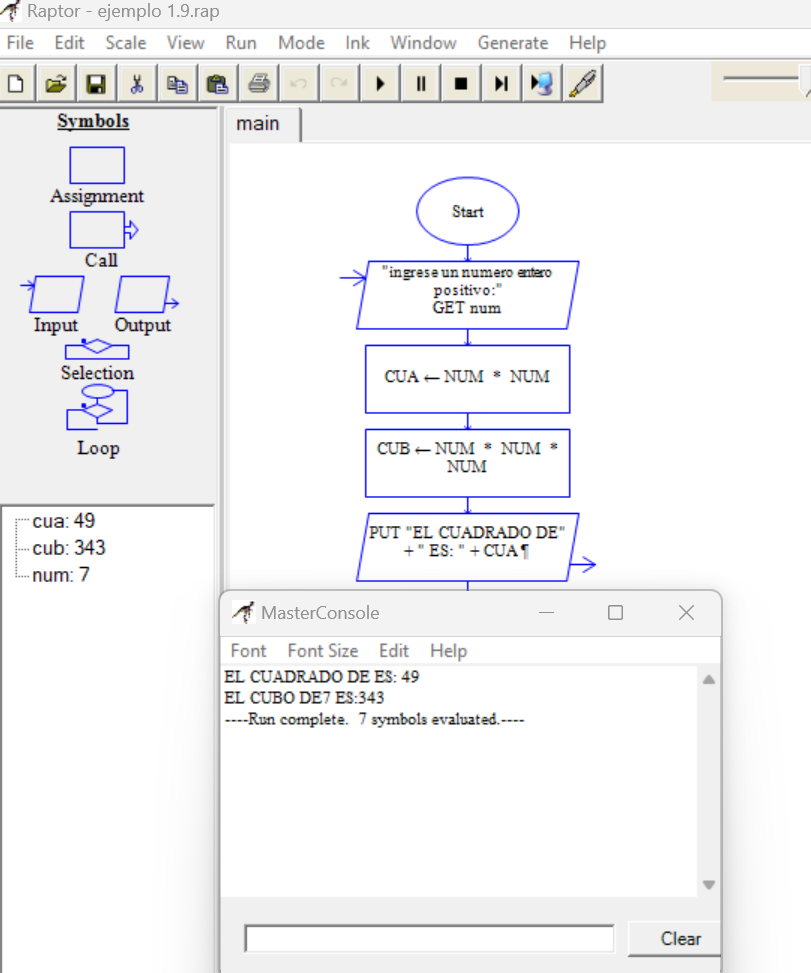 Raptor - ejemplo 1.9.rap
File Edit Scale View Run Mode Ink Window Generate Help
Symbols
Assignment
Call
Input Output
Selection
Loop
main
Start
"ingrese un numero entero
positivo:"
GET num
CUA ← NUM * NUM
CUB ← NUM * NUM *
NUM
PUT "EL CUADRADO DE"
+ " ES: " + CUA¶
cua: 49
cub: 343
num: 7
MasterConsole
Font Font Size Edit Help
EL CUADRADO DE ES: 49
EL CUBO DE7 ES:343
----Run complete. 7 symbols evaluated.----
Clear